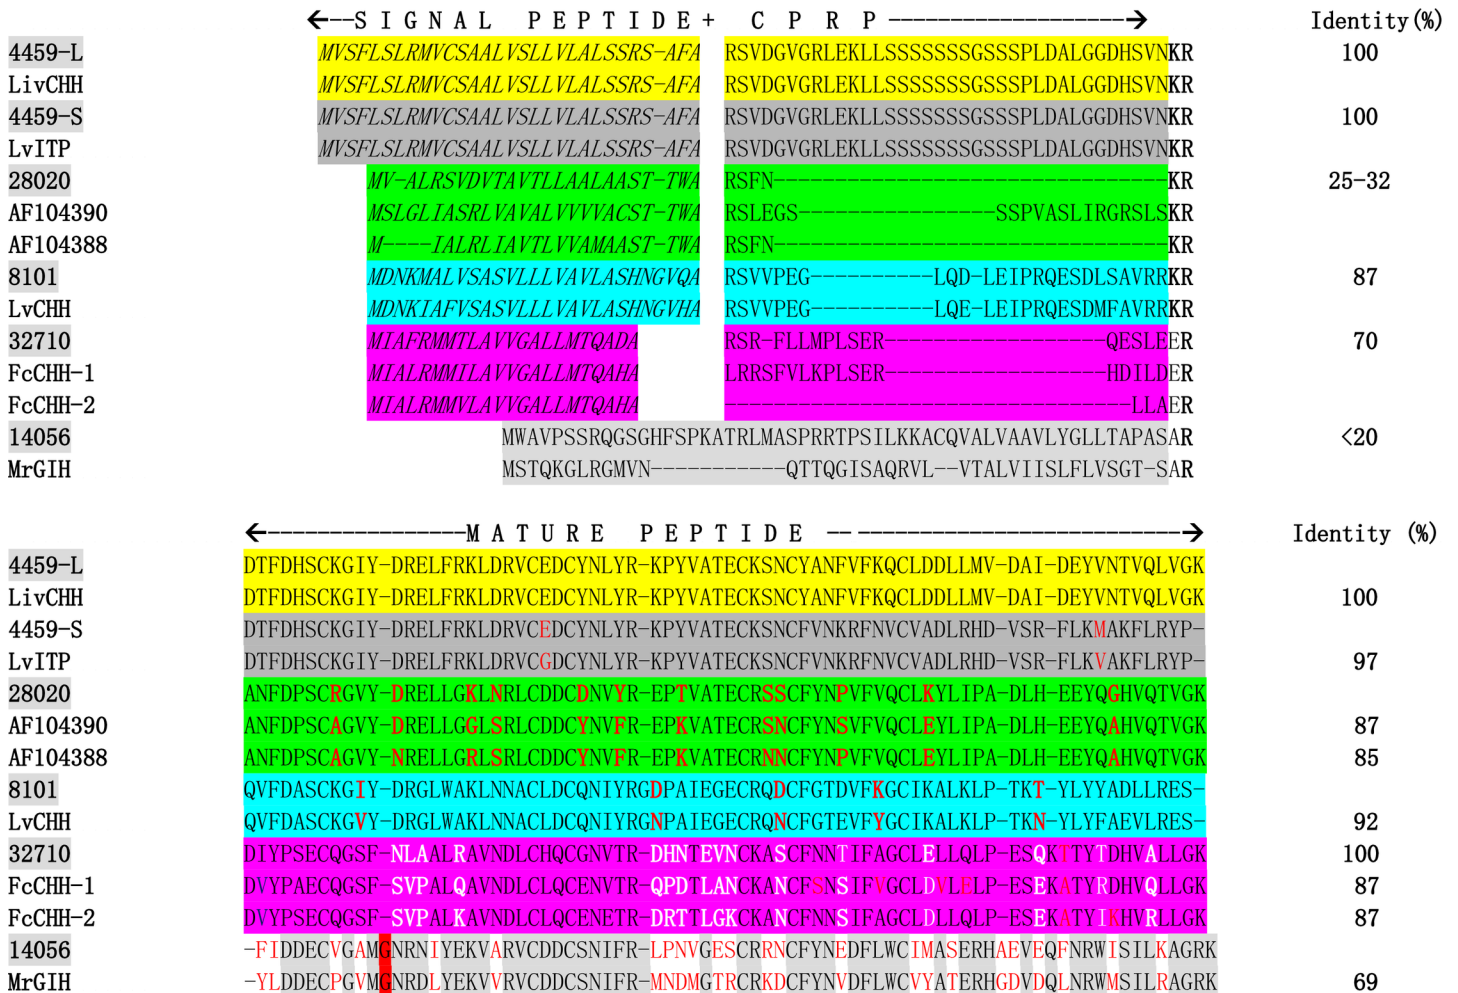 ←--S I G N A L  P E P T I D E +  C P R P-----------------→ Identity(%)
4459-L MVSFLSLRMVCSAALVSLLVLALSSRS-AFA RSVDGVGRLEKLLSSSSSSSGSSSPLDALGGDHSVNKR 100
LivCHH MVSFLSLRMVCSAALVSLLVLALSSRS-AFA RSVDGVGRLEKLLSSSSSSSGSSSPLDALGGDHSVNKR
4459-S MVSFLSLRMVCSAALVSLLVLALSSRS-AFA RSVDGVGRLEKLLSSSSSSSGSSSPLDALGGDHSVNKR 100
LvITP MVSFLSLRMVCSAALVSLLVLALSSRS-AFA RSVDGVGRLEKLLSSSSSSSGSSSPLDALGGDHSVNKR
28020 MV-ALRSVDVTAVTLLAALAAST-TWA RSFN--------------------------------KR 25-32
AF104390 MSLGLIASRLVAVALVVVVACST-TWA RSLEGS----------------SSPVASLIRGRSLSKR
AF104388 M----IALRLIAVTLVVAMAAST-TWA RSFN--------------------------------KR
8101 MDNKMALVSASVLLLVAVLASHNGVQA RSVVPEG----------LQD-LEIPRQESDLSAVRRKR 87
LvCHH MDNKIAFVSASVLLLVAVLASHNGVHA RSVVPEG----------LQE-LEIPRQESDMFAVRRKR
32710 MIAFRMMTLAVVGALLMTQADA RSR-FLLMPLSER------------------QESLEER 70
FcCHH-1 MIALRMMILAVVGALLMTQAHA LRRSFVLKPLSER------------------HDILDER
FcCHH-2 MIALRMMVLAVVGALLMTQAHA ---------------------------------LLAER
14056 MWAVPSSRQGSGHFSPKATRLMASPRRTPSILKKACQVALVAAVLYGLLTAPASAR <20
MrGIH MSTQKGLRGMVN-----------QTTQGISAQRVL--VTALVIISLFLVSGT-SAR
←----------------M A T U R E  P E P T I D E -- ------------------→ Identity (%)
4459-L DTFDHSCKGIY-DRELFRKLDRVCEDCYNLYR-KPYVATECKSNCYANFVFKQCLDDLLMV-DAI-DEYVNTVQLVGK
LivCHH DTFDHSCKGIY-DRELFRKLDRVCEDCYNLYR-KPYVATECKSNCYANFVFKQCLDDLLMV-DAI-DEYVNTVQLVGK 100
4459-S DTFDHSCKGIY-DRELFRKLDRVCEDCYNLYR-KPYVATECKSNCFVNKRFNVCVADLRHD-VSR-FLKMAKFLRYP-
LvITP DTFDHSCKGIY-DRELFRKLDRVCGDCYNLYR-KPYVATECKSNCFVNKRFNVCVADLRHD-VSR-FLKVAKFLRYP- 97
28020 ANFDPSCRGVY-DRELLGKLNRLCDDCDNVYR-EPTVATECRSSCFYNPVFVQCLKYLIPA-DLH-EEYQGHVQTVGK
AF104390 ANFDPSCAGVY-DRELLGGLSRLCDDCYNVFR-EPKVATECRSNCFYNSVFVQCLEYLIPA-DLH-EEYQAHVQTVGK 87
AF104388 ANFDPSCAGVY-NRELLGRLSRLCDDCYNVFR-EPKVATECRNNCFYNPVFVQCLEYLIPA-DLH-EEYQAHVQTVGK 85
8101 QVFDASCKGIY-DRGLWAKLNNACLDCQNIYRGDPAIEGECRQDCFGTDVFKGCIKALKLP-TKT-YLYYADLLRES-
LvCHH QVFDASCKGVY-DRGLWAKLNNACLDCQNIYRGNPAIEGECRQNCFGTEVFYGCIKALKLP-TKN-YLYFAEVLRES- 92
32710 DIYPSECQGSF-NLAALRAVNDLCHQCGNVTR-DHNTEVNCKASCFNNTIFAGCLELLQLP-ESQKTTYTDHVALLGK 100
FcCHH-1 DVYPAECQGSF-SVPALQAVNDLCLQCENVTR-QPDTLANCKANCFSNSIFVGCLDVLELP-ESEKATYRDHVQLLGK 87
FcCHH-2 DVYPSECQGSF-SVPALKAVNDLCLQCENETR-DRTTLGKCKANCFNNSIFAGCLDLLQLP-ESEKATYIKHVRLLGK 87
14056 -FIDDECVGAMGNRNIYEKVARVCDDCSNIFR-LPNVGESCRRNCFYNEDFLWCIMASERHAEVEQFNRWISILKAGRK
MrGIH -YLDDECPGVMGNRDLYEKVVRVCDDCSNIFR-MNDMGTRCRKDCFYNVDFLWCVYATERHGDVDQLNRWMSILRAGRK 69